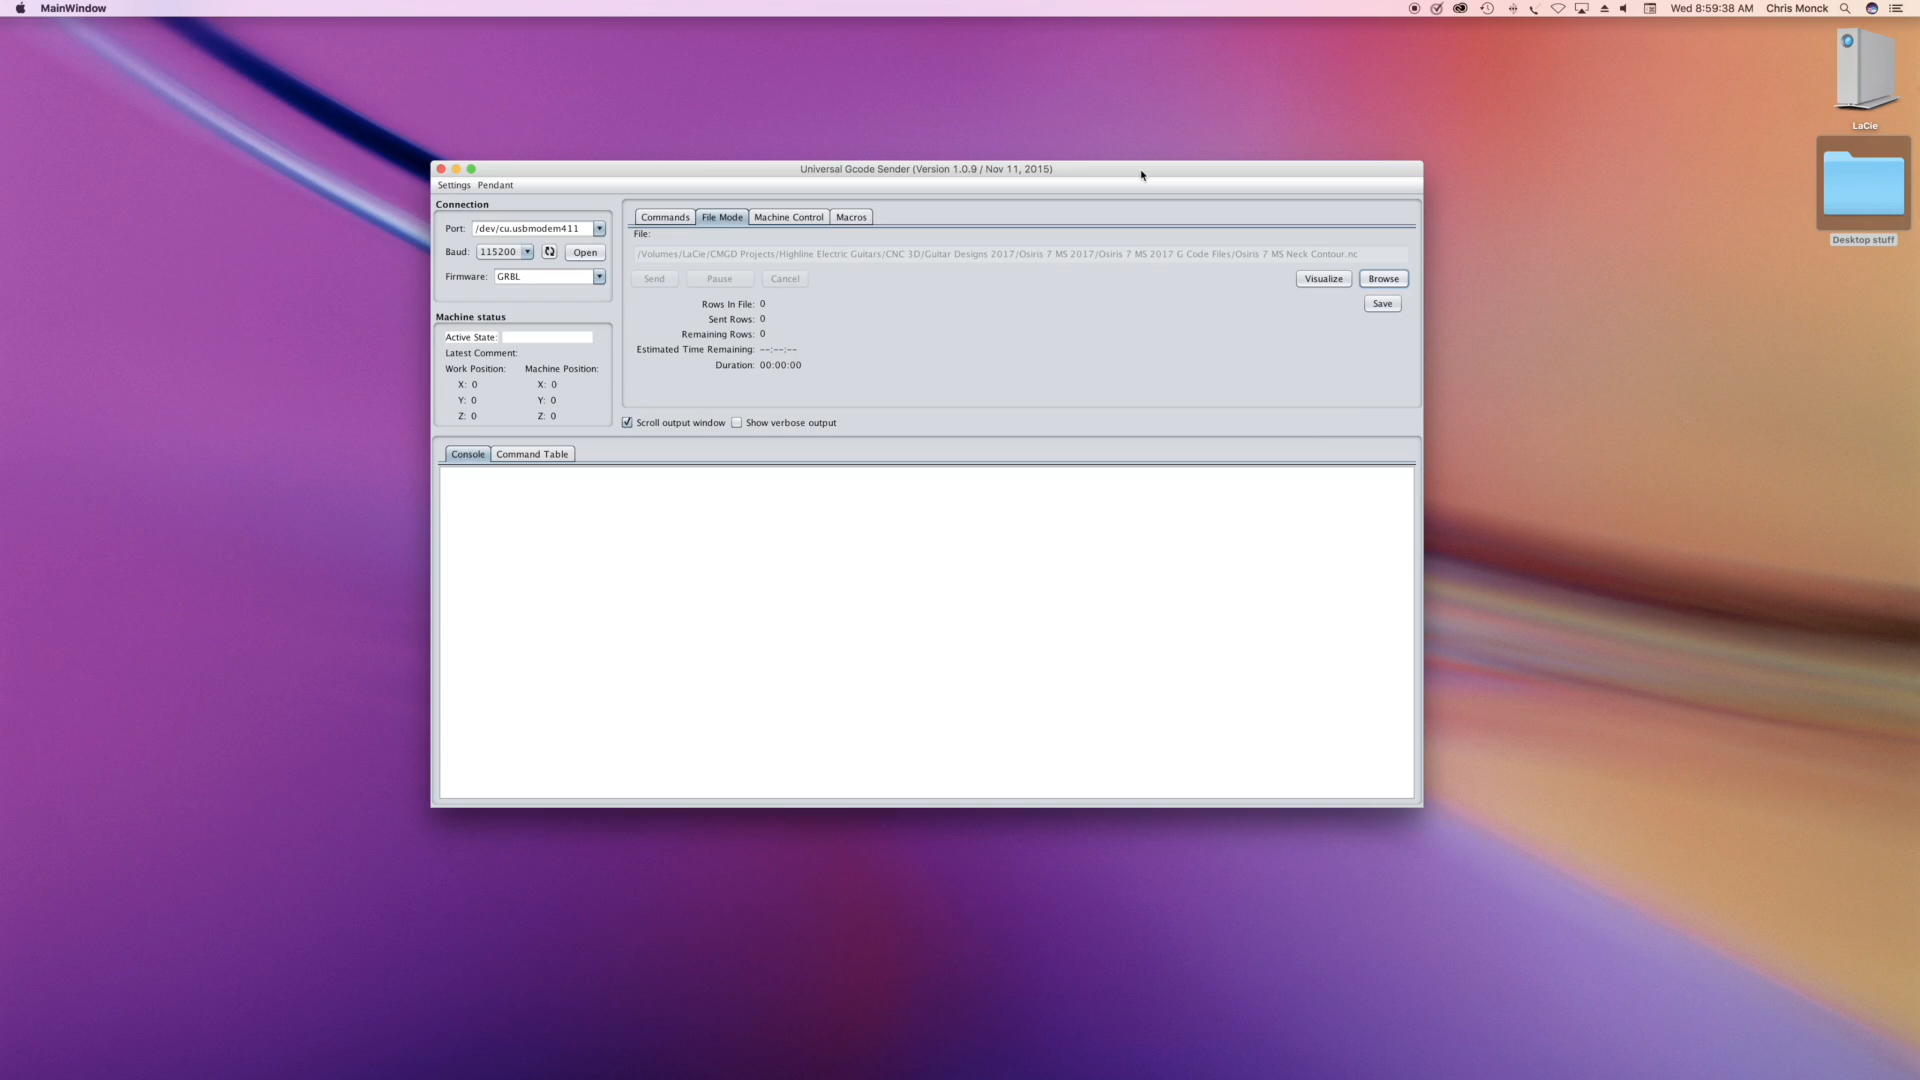 MainWindow
Wed 8:59:38 AM Chris Monck
LaCie
Desktop stuff
Universal Gcode Sender (Version 1.0.9 / Nov 11, 2015)
Settings Pendant
Connection
Port: /dev/cu.usbmodem411
Baud: 115200 Open
Firmware: GRBL
Machine status
Active State:
Latest Comment:
Work Position: Machine Position:
X: 0 X: 0
Y: 0 Y: 0
Z: 0 Z: 0
Commands File Mode Machine Control Macros
File:
/Volumes/LaCie/CMGD Projects/Highline Electric Guitars/CNC 3D/Guitar Designs 2017/Osiris 7 MS 2017/Osiris 7 MS 2017 G Code Files/Osiris 7 MS Neck Contour.nc
Send Pause Cancel Visualize Browse
Save
Rows In File: 0
Sent Rows: 0
Remaining Rows: 0
Estimated Time Remaining: --:--:--
Duration: 00:00:00
Scroll output window Show verbose output
Console Command Table